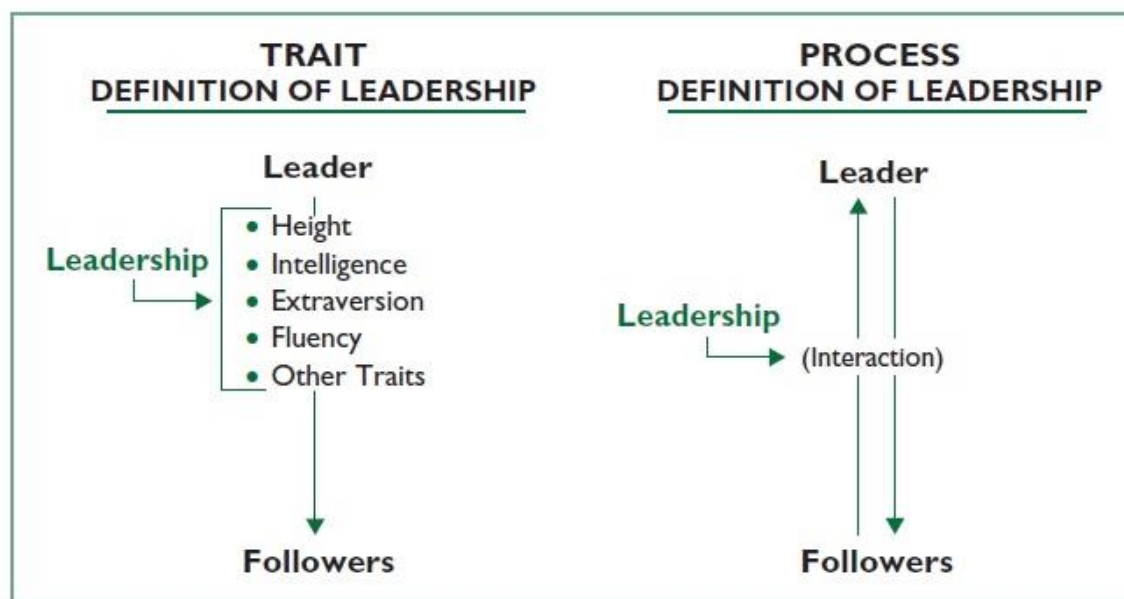 TRAIT
DEFINITION OF LEADERSHIP
Leader
• Height
• Intelligence
• Extraversion
• Fluency
• Other Traits
Leadership
Followers
PROCESS
DEFINITION OF LEADERSHIP
Leader
Leadership
(Interaction)
Followers